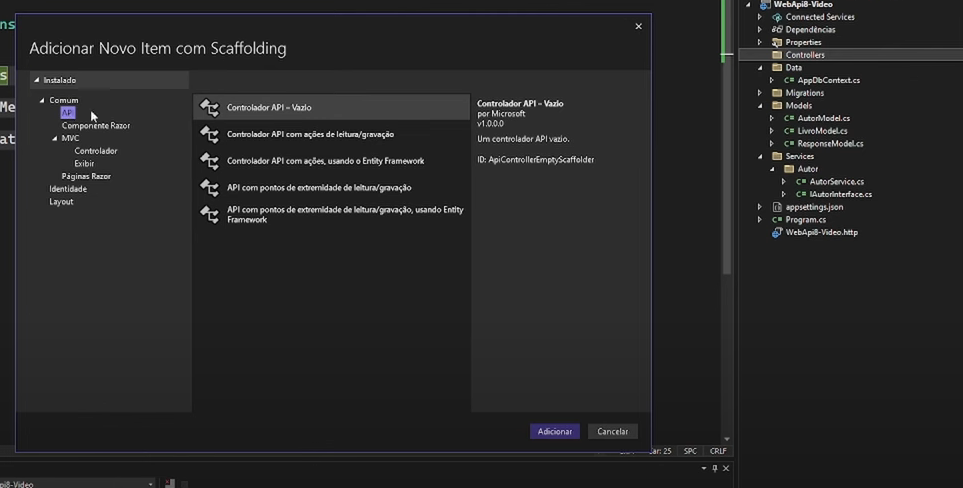 Adicionar Novo Item com Scaffolding
Instalado
Comum
API
Componente Razor
MVC
Controlador
Exibir
Páginas Razor
Identidade
Layout
Controlador API – Vazio
Controlador API com ações de leitura/gravação
Controlador API com ações, usando o Entity Framework
API com pontos de extremidade de leitura/gravação
API com pontos de extremidade de leitura/gravação, usando Entity
Framework
Controlador API – Vazio
por Microsoft
v1.0.0.0
Um controlador API vazio.
ID: ApiControllerEmptyScaffolder
Adicionar
Cancelar
WebApi8-Video
Connected Services
Dependências
Properties
Controllers
Data
AppDbContext.cs
Migrations
Models
AutorModel.cs
LivroModel.cs
ResponseModel.cs
Services
Autor
AutorService.cs
IAutorInterface.cs
appsettings.json
Program.cs
WebApi8-Video.http
Car: 25
SPC
CRLF
pi8-Video